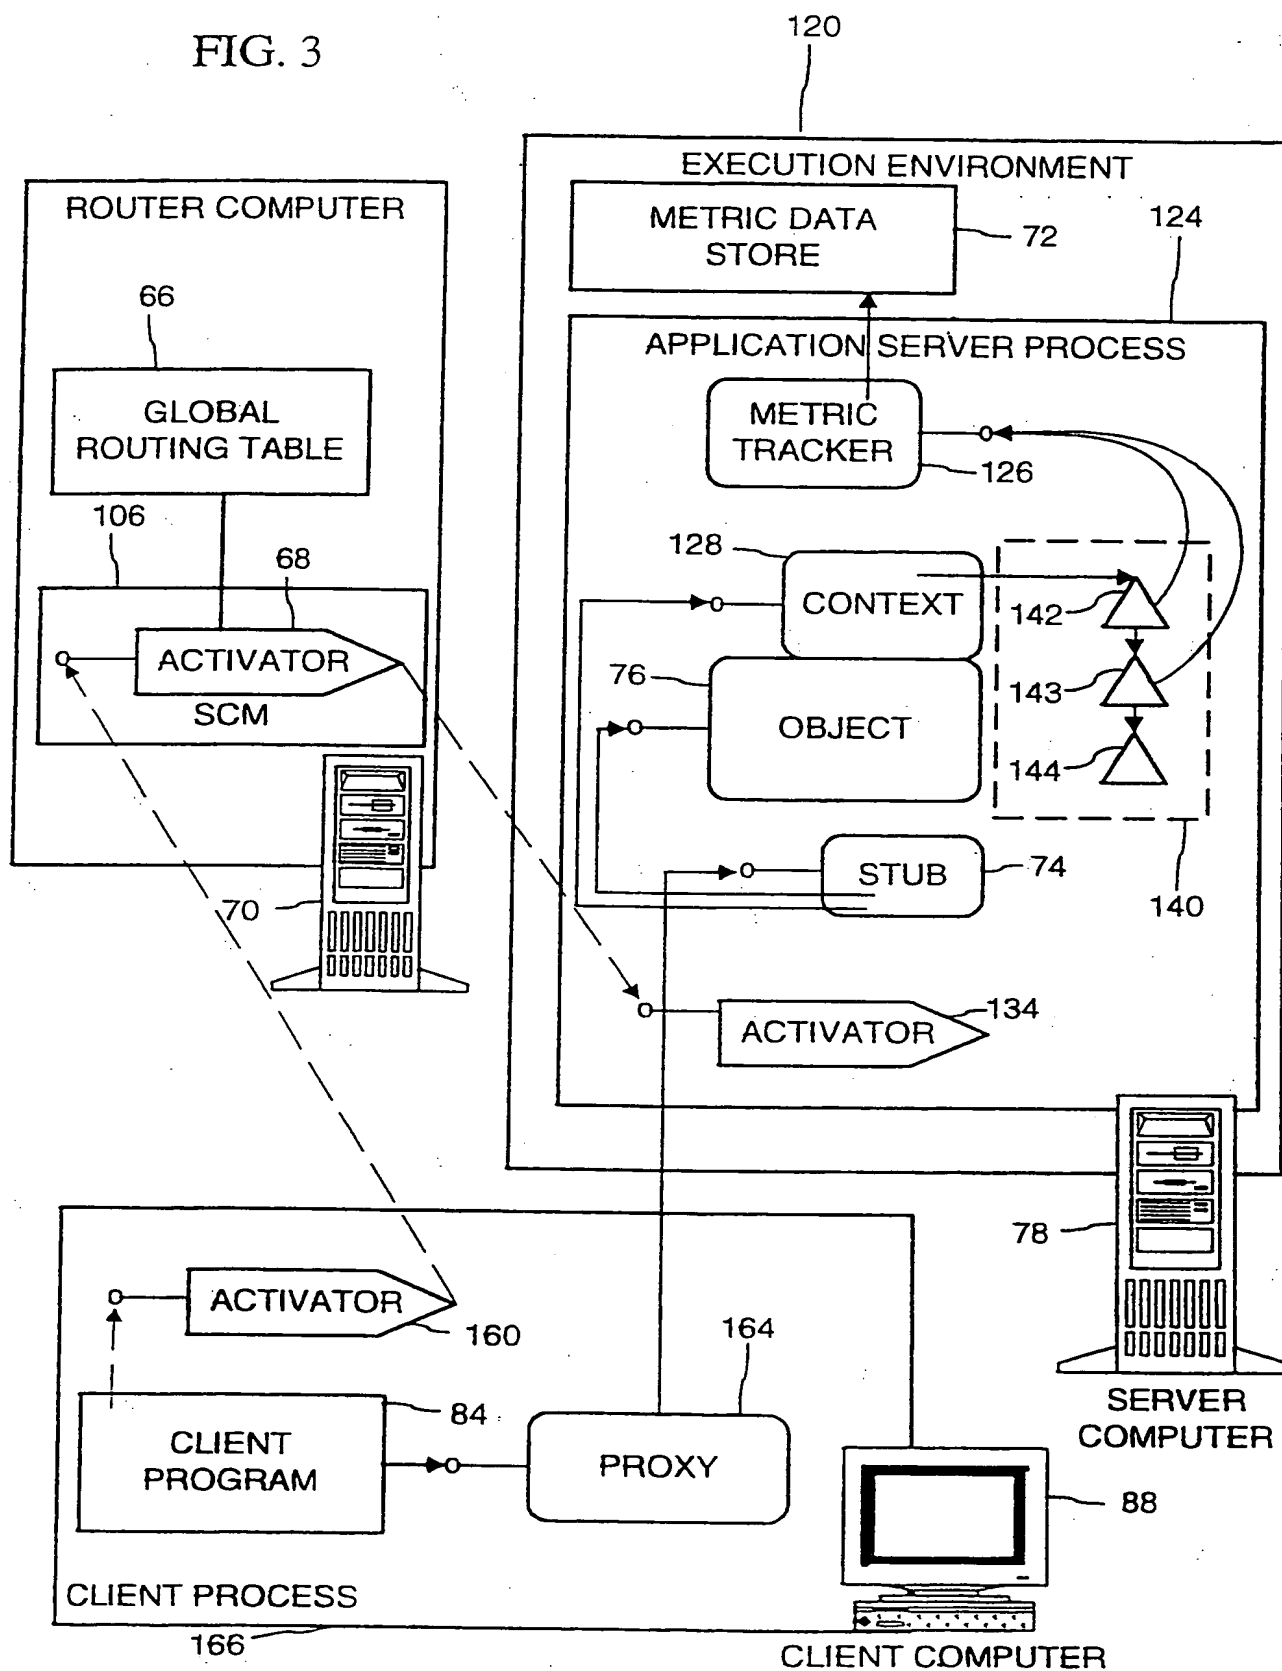 FIG. 3
120
EXECUTION ENVIRONMENT
ROUTER COMPUTER
METRIC DATA
STORE
72
124
66
APPLICATION SERVER PROCESS
GLOBAL
ROUTING TABLE
METRIC
TRACKER
126
106
68
128
CONTEXT
142
ACTIVATOR
SCM
76
OBJECT
143
144
STUB
74
140
70
134
ACTIVATOR
78
ACTIVATOR
160
164
SERVER
COMPUTER
84
CLIENT
PROGRAM
PROXY
88
CLIENT PROCESS
166
CLIENT COMPUTER